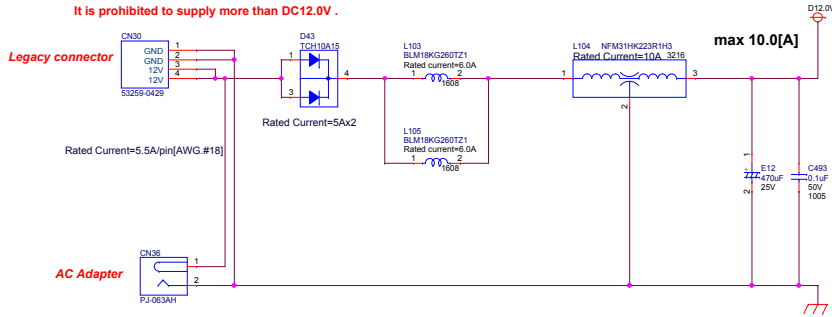 It is prohibited to supply more than DC12.0V .
D12.0V
Legacy connector
CN30
GND
GND
12V
12V
1
2
3
4
53259-0429
D43
TCH10A15
1
3
4
Rated Current=5Ax2
L103
BLM18KG260TZ1
Rated current=6.0A
1
2
1608
L105
BLM18KG260TZ1
Rated current=6.0A
1
2
1608
L104
NFM31HK223R1H3
Rated Current=10A
3216
1
3
2
max 10.0[A]
Rated Current=5.5A/pin[AWG.#18]
1
2
E12
470uF
25V
C493
0.1uF
50V
1005
AC Adapter
CN36
1
2
PJ-063AH